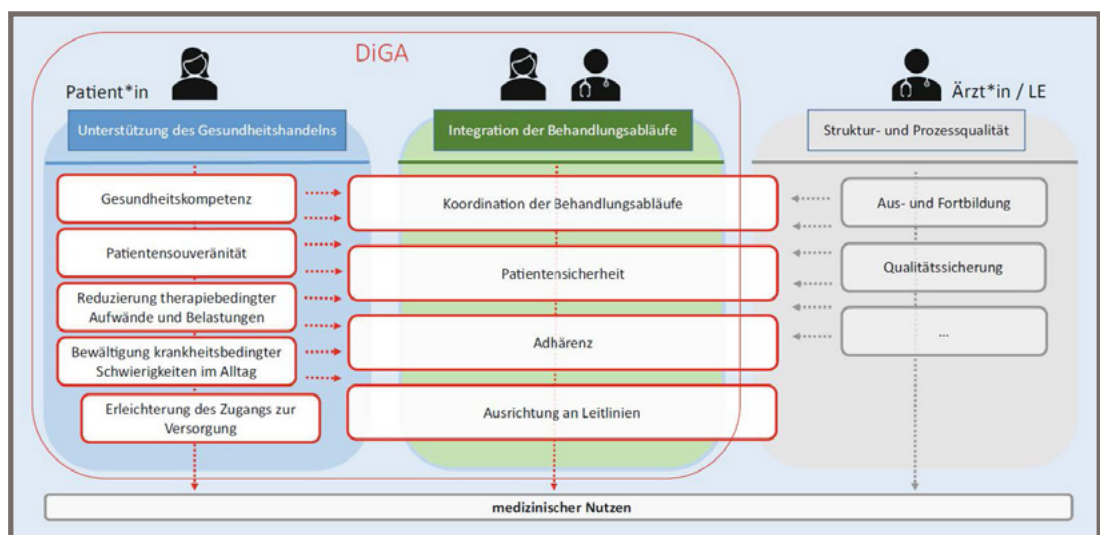 DiGA
Patient*in
Ärzt*in / LE
Unterstützung des Gesundheitshandelns
Integration der Behandlungsabläufe
Struktur- und Prozessqualität
Gesundheitskompetenz
Patientensouveränität
Reduzierung therapiebedingter
Aufwände und Belastungen
Bewältigung krankheitsbedingter
Schwierigkeiten im Alltag
Erleichterung des Zugangs zur
Versorgung
Koordination der Behandlungsabläufe
Patientensicherheit
Adhärenz
Ausrichtung an Leitlinien
Aus- und Fortbildung
Qualitätssicherung
...
medizinischer Nutzen